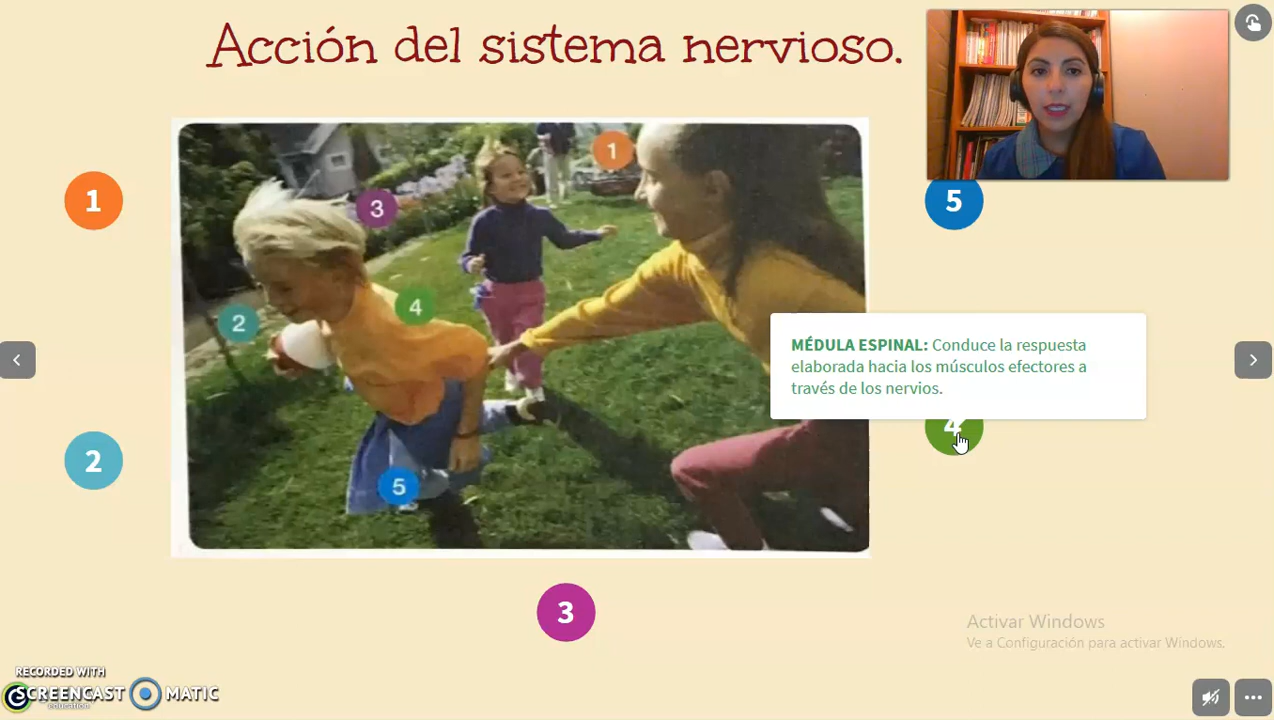 Acción del sistema nervioso.
1
1
3
5
4
2
MÉDULA ESPINAL: Conduce la respuesta
elaborada hacia los músculos efectores a
través de los nervios.
4
2
5
3
Activar Windows
Ve a Configuración para activar Windows.
RECORDED WITH
SCREENCAST MATIC
education